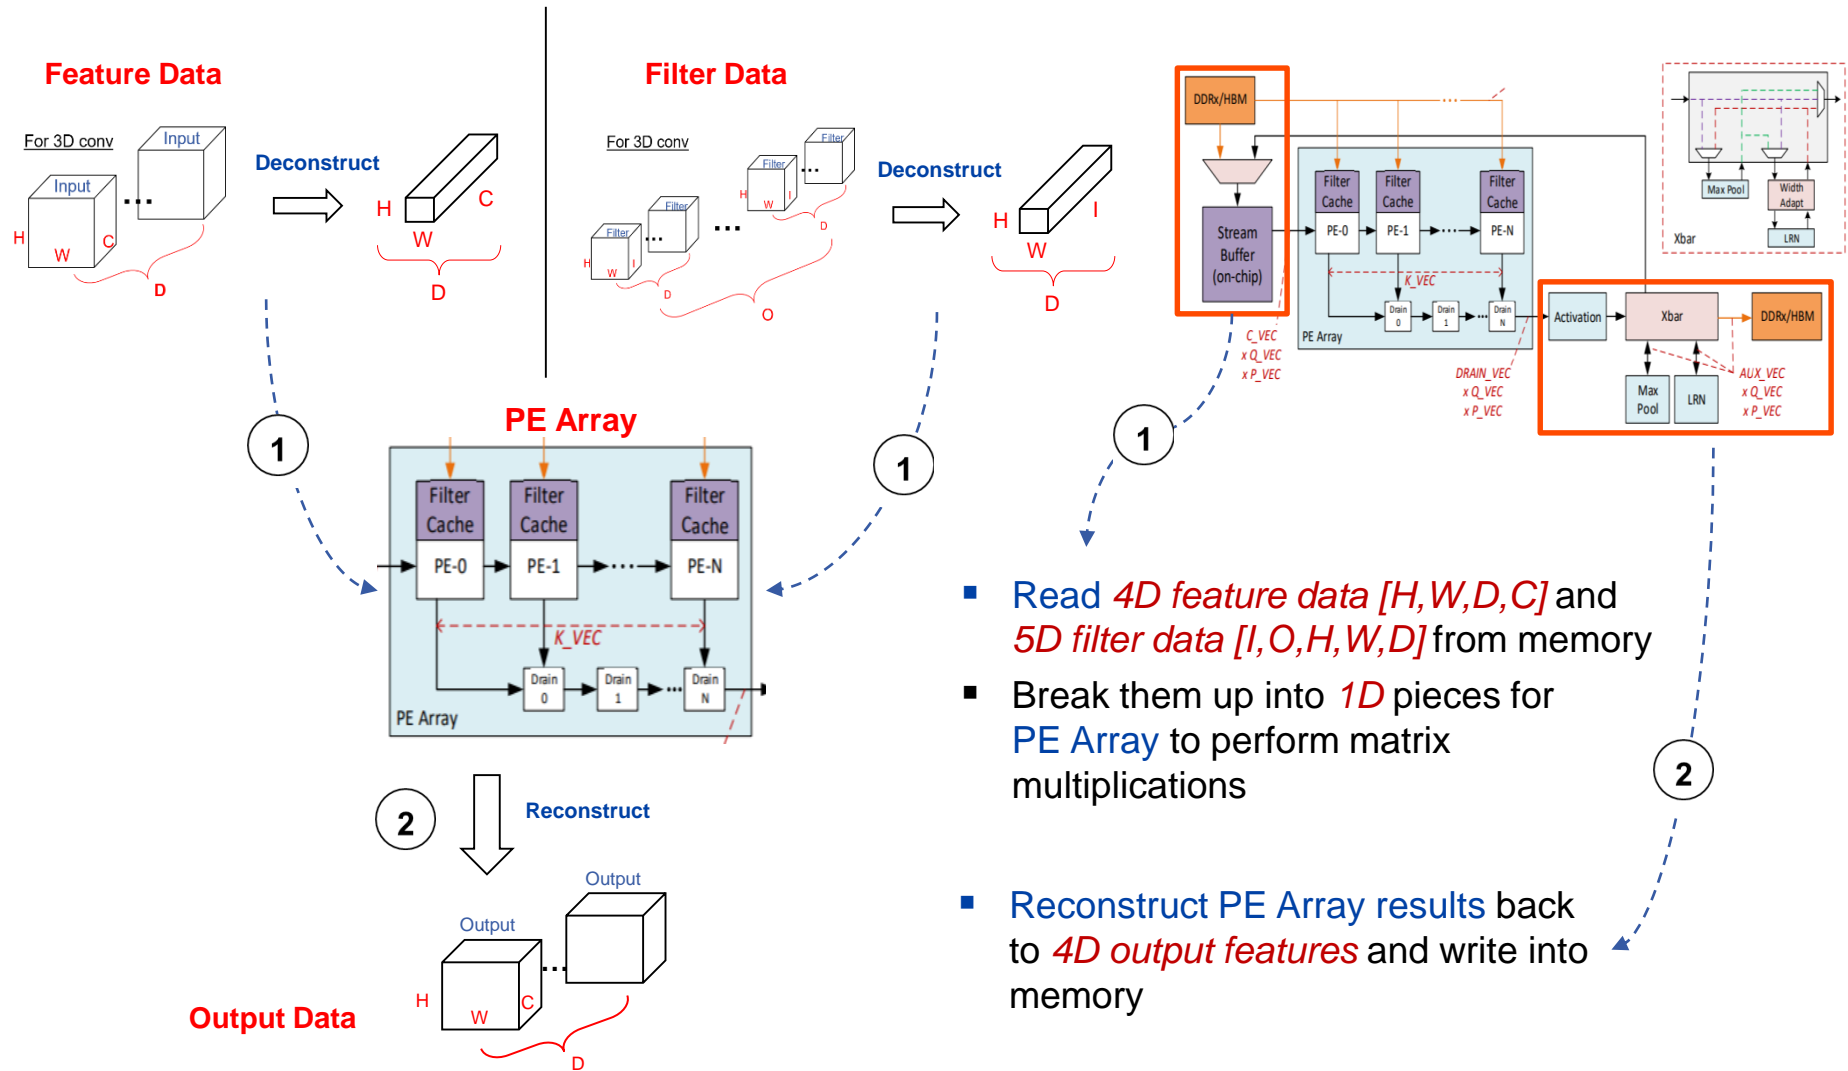 Feature Data
For 3D conv
Input
Input
...
H
W
C
D
Deconstruct
H
C
W
D
Filter Data
For 3D conv
Filter
Filter
...
H
W
I
D
...
Filter
Filter
...
H
W
I
D
O
Deconstruct
H
I
W
D
1
1
PE Array
Filter Cache
Filter Cache
Filter Cache
PE-0
PE-1
...
PE-N
K_VEC
Drain 0
Drain 1
...
Drain N
PE Array
2
Reconstruct
Output
Output
...
H
W
C
D
Output Data
DDRx/HBM
...
Stream
Buffer
(on-chip)
Filter Cache
Filter Cache
Filter Cache
PE-0
PE-1
...
PE-N
K_VEC
Drain 0
Drain 1
...
Drain N
PE Array
C_VEC
x Q_VEC
x P_VEC
DRAIN_VEC
x Q_VEC
x P_VEC
Activation
Xbar
DDRx/HBM
Max Pool
LRN
AUX_VEC
x Q_VEC
x P_VEC
Max Pool
Width Adapt
LRN
Xbar
1
2
▪ Read 4D feature data [H,W,D,C] and
5D filter data [I,O,H,W,D] from memory
▪ Break them up into 1D pieces for
PE Array to perform matrix
multiplications
▪ Reconstruct PE Array results back
to 4D output features and write into
memory